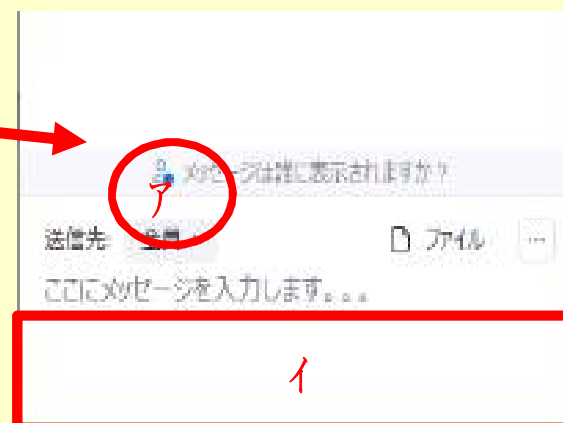 メッセージは誰に表示されますか?
ア
送信先: 全員
ファイル ...
ここにメッセージを入力します。。。
イ